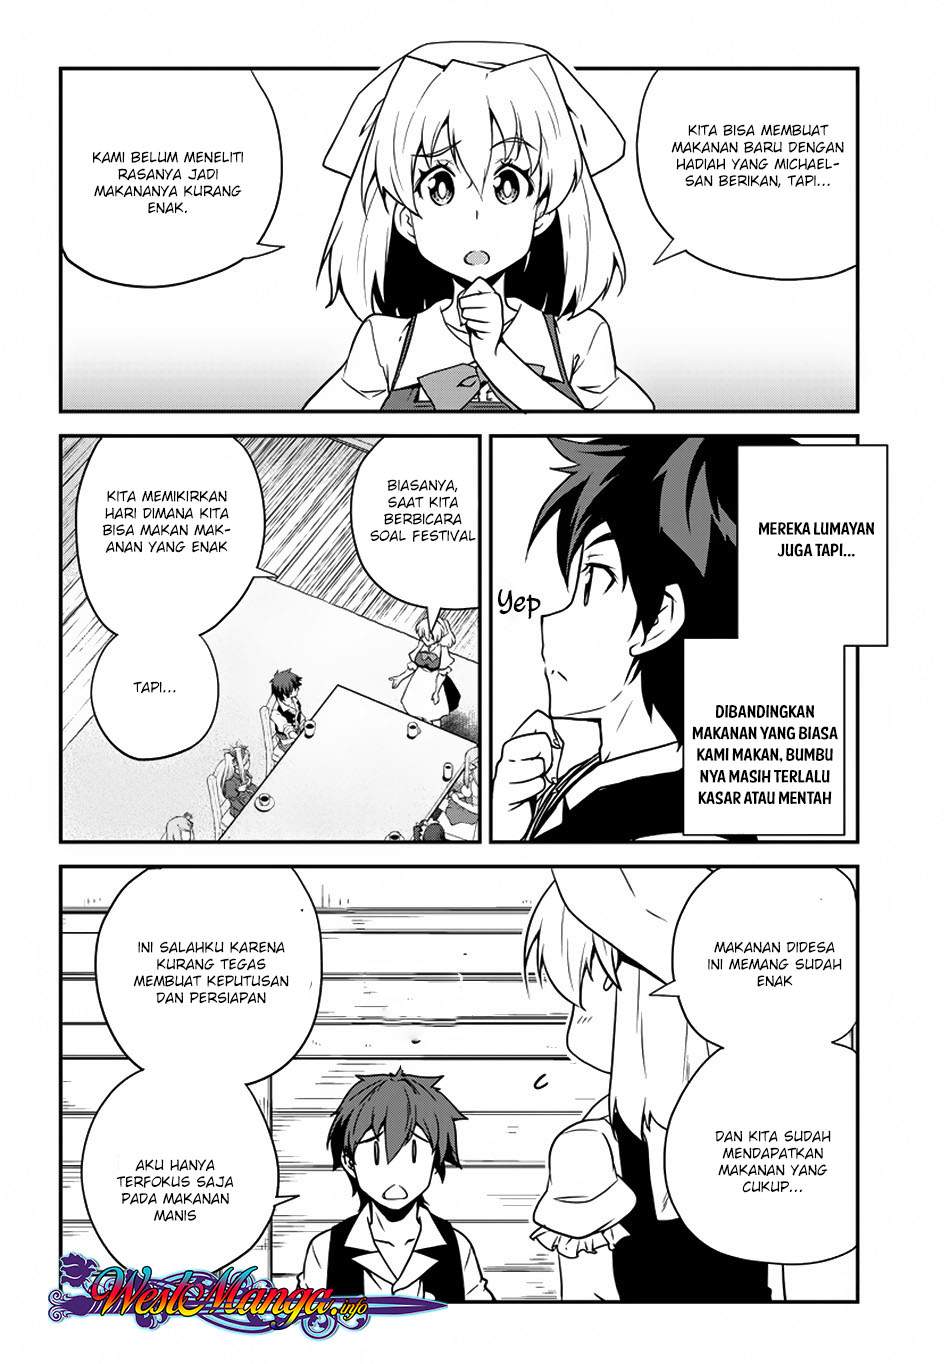 KITA BISA MEMBUAT
MAKANAN BARU DENGAN
HADIAH YANG MICHAEL-
SAN BERIKAN, TAPI...
KAMI BELUM MENELITI
RASANYA JADI
MAKANANYA KURANG
ENAK.
MEREKA LUMAYAN
JUGA TAPI...
Yep
DIBANDINGKAN
MAKANAN YANG BIASA
KAMI MAKAN, BUMBU
NYA MASIH TERLALU
KASAR ATAU MENTAH
BIASANYA,
SAAT KITA
BERBICARA
SOAL FESTIVAL
KITA MEMIKIRKAN
HARI DIMANA KITA
BISA MAKAN MAK-
ANAN YANG ENAK
TAPI...
MAKANAN DIDESA
INI MEMANG SUDAH
ENAK
DAN KITA SUDAH
MENDAPATKAN
MAKANAN YANG
CUKUP...
INI SALAHKU KARENA
KURANG TEGAS
MEMBUAT KEPUTUSAN
DAN PERSIAPAN
AKU HANYA
TERFOKUS SAJA
PADA MAKANAN
MANIS
WestManga.info